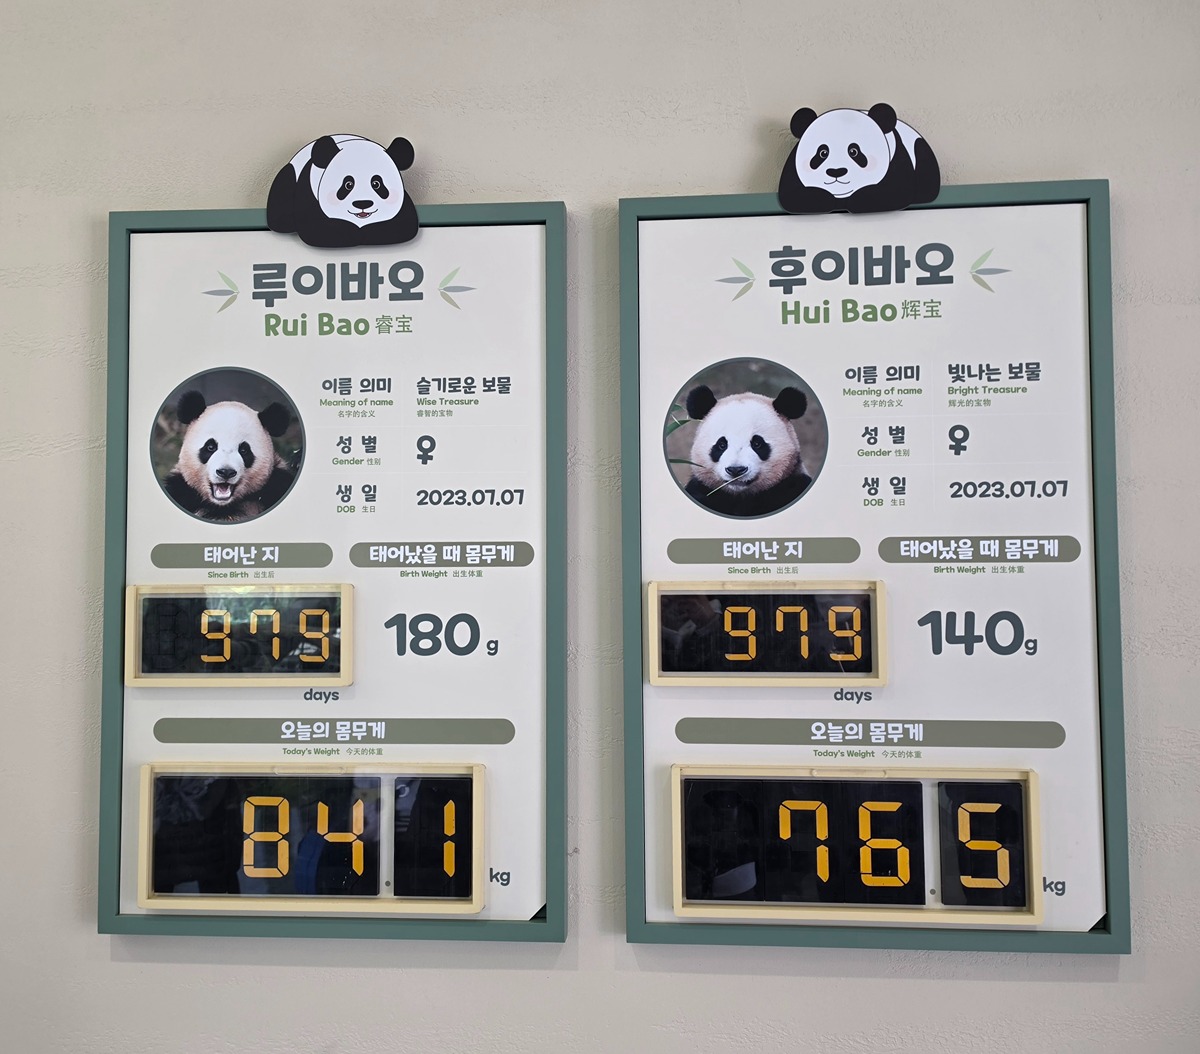 루이바오
Rui Bao 睿宝
이름 의미 슬기로운 보물
Meaning of name Wise Treasure
名字的含义 睿智的宝物
성별 ♀
Gender 性别
생일 2023.07.07
DOB 生日
태어난 지 태어났을 때 몸무게
Since Birth 出生后 Birth Weight 出生体重
979 180g
days
오늘의 몸무게
Today's Weight 今天的体重
84.1 kg
후이바오
Hui Bao 辉宝
이름 의미 빛나는 보물
Meaning of name Bright Treasure
名字的含义 辉光的宝物
성별 ♀
Gender 性别
생일 2023.07.07
DOB 生日
태어난 지 태어났을 때 몸무게
Since Birth 出生后 Birth Weight 出生体重
979 140g
days
오늘의 몸무게
Today's Weight 今天的体重
76.5 kg